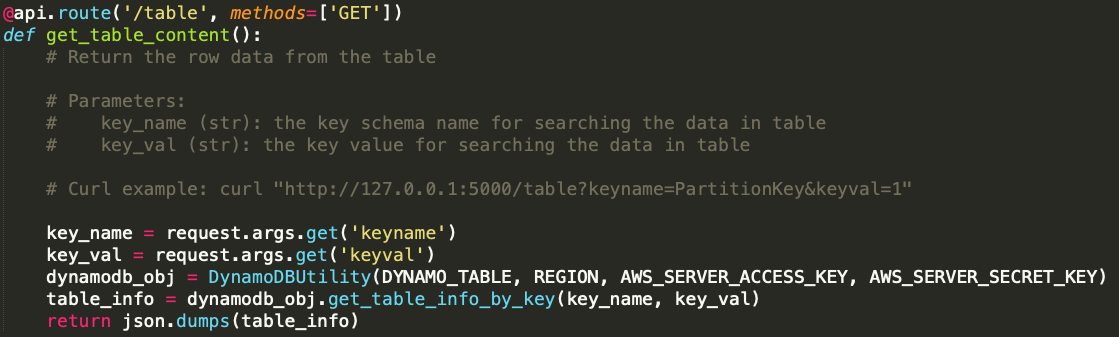 @api.route('/table', methods=['GET'])
def get_table_content():
    # Return the row data from the table

    # Parameters:
    #    key_name (str): the key schema name for searching the data in table
    #    key_val (str): the key value for searching the data in table

    # Curl example: curl "http://127.0.0.1:5000/table?keyname=PartitionKey&keyval=1"

    key_name = request.args.get('keyname')
    key_val = request.args.get('keyval')
    dynamodb_obj = DynamoDBUtility(DYNAMO_TABLE, REGION, AWS_SERVER_ACCESS_KEY, AWS_SERVER_SECRET_KEY)
    table_info = dynamodb_obj.get_table_info_by_key(key_name, key_val)
    return json.dumps(table_info)